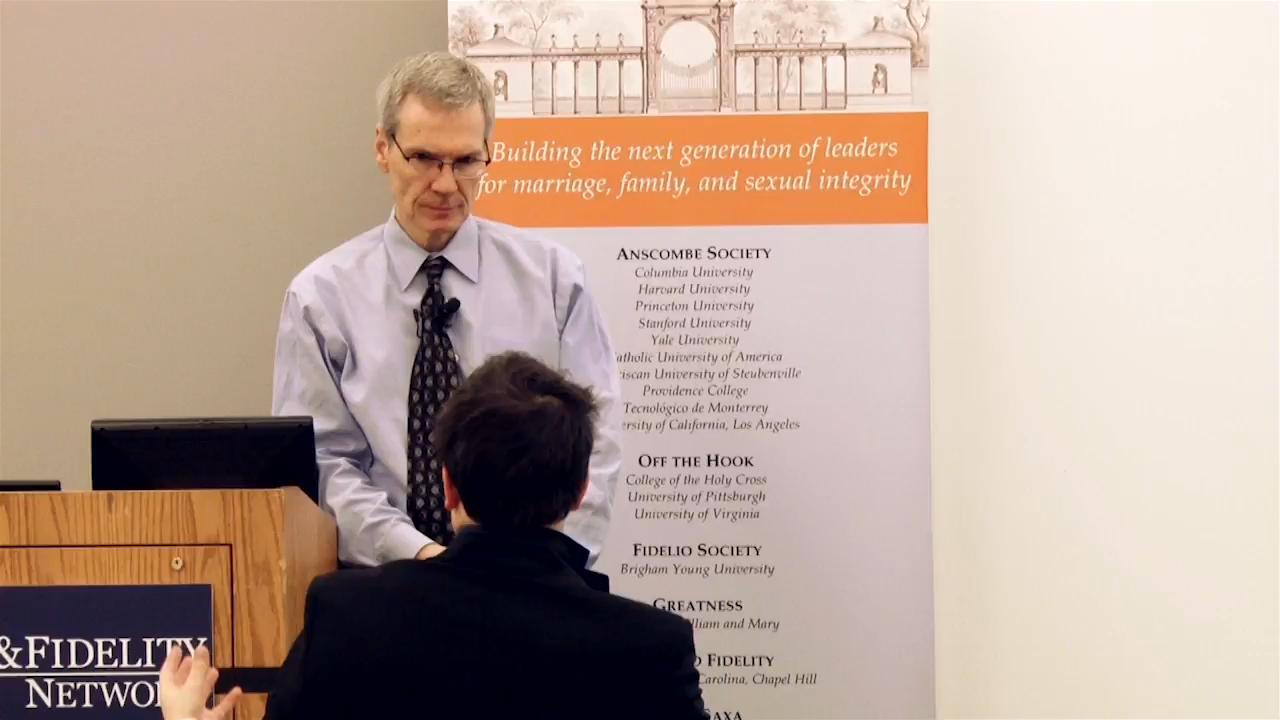 Building the next generation of leaders
for marriage, family, and sexual integrity
ANSCOMBE SOCIETY
Columbia University
Harvard University
Princeton University
Stanford University
Yale University
atholic University of America
iscan University of Steubenville
Providence College
Tecnológico de Monterrey
ersity of California, Los Angeles
OFF THE HOOK
College of the Holy Cross
University of Pittsburgh
University of Virginia
FIDELIO SOCIETY
Brigham Young University
GREATNESS
lliam and Mary
FIDELITY
Carolina, Chapel Hill
SAXA
&FIDELITY
NETWO